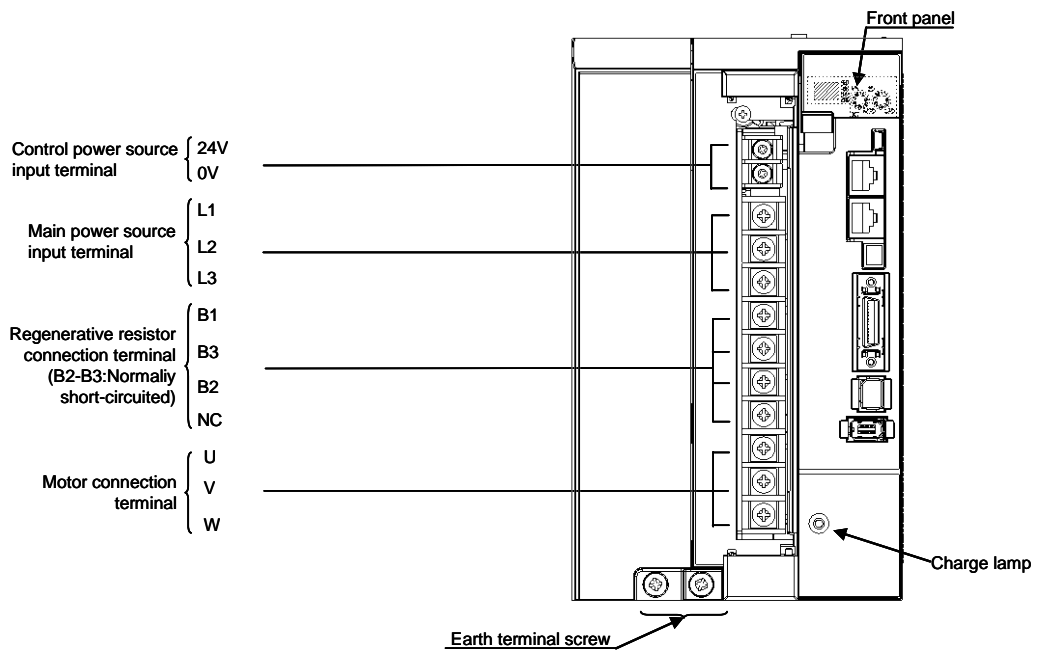 Front panel
Control power source
input terminal
24V
0V
Main power source
input terminal
L1
L2
L3
Regenerative resistor
connection terminal
(B2-B3:Normaliy
short-circuited)
B1
B3
B2
NC
Motor connection
terminal
U
V
W
Charge lamp
Earth terminal screw